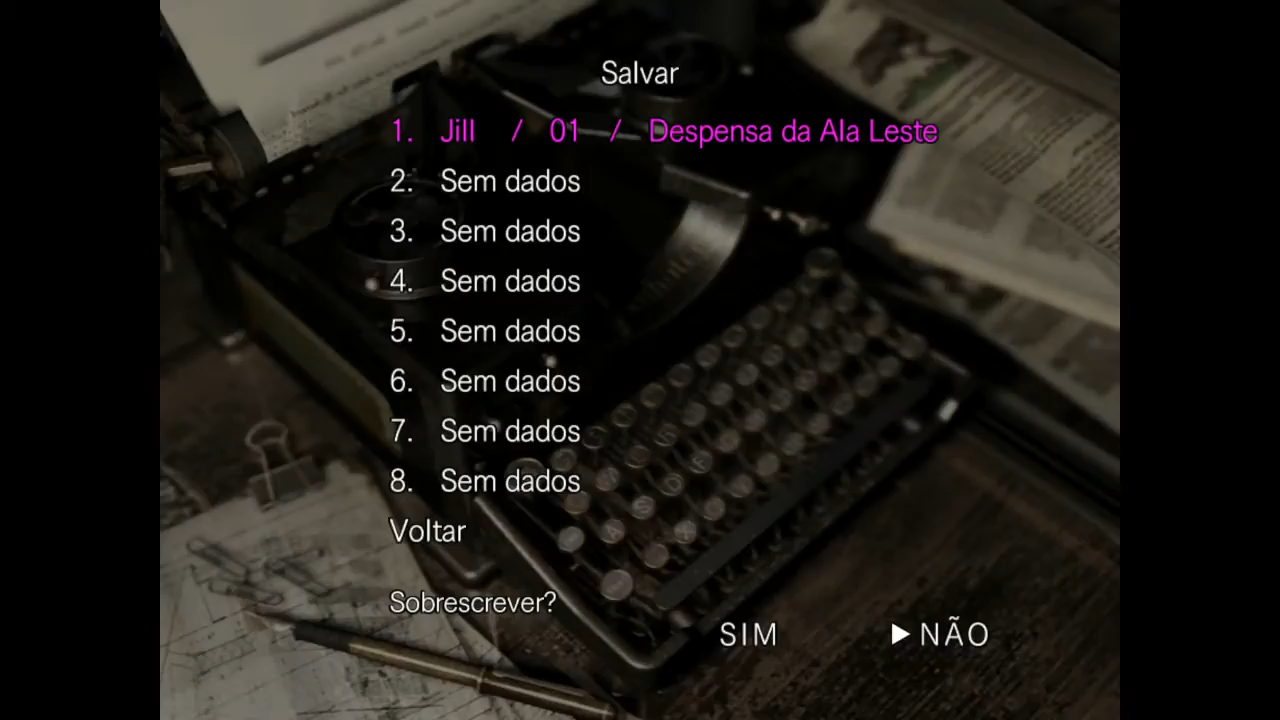 Salvar
1. Jill / 01 / Despensa da Ala Leste
2. Sem dados
3. Sem dados
4. Sem dados
5. Sem dados
6. Sem dados
7. Sem dados
8. Sem dados
Voltar
Sobrescrever?
SIM ▶NÃO